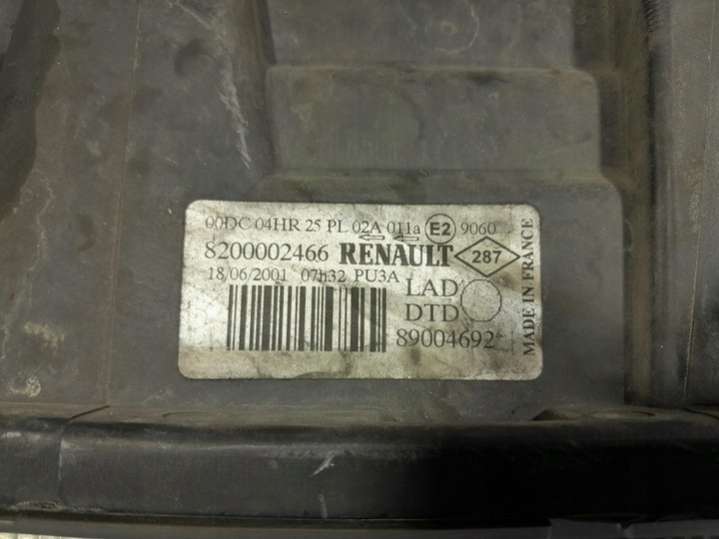 00DC 04HR 25 PL 02A 011a E2 9060
8200002466 RENAULT 287
18/06/2001 07h32 PU3A
LAD
DTD
89004692
MADE IN FRANCE